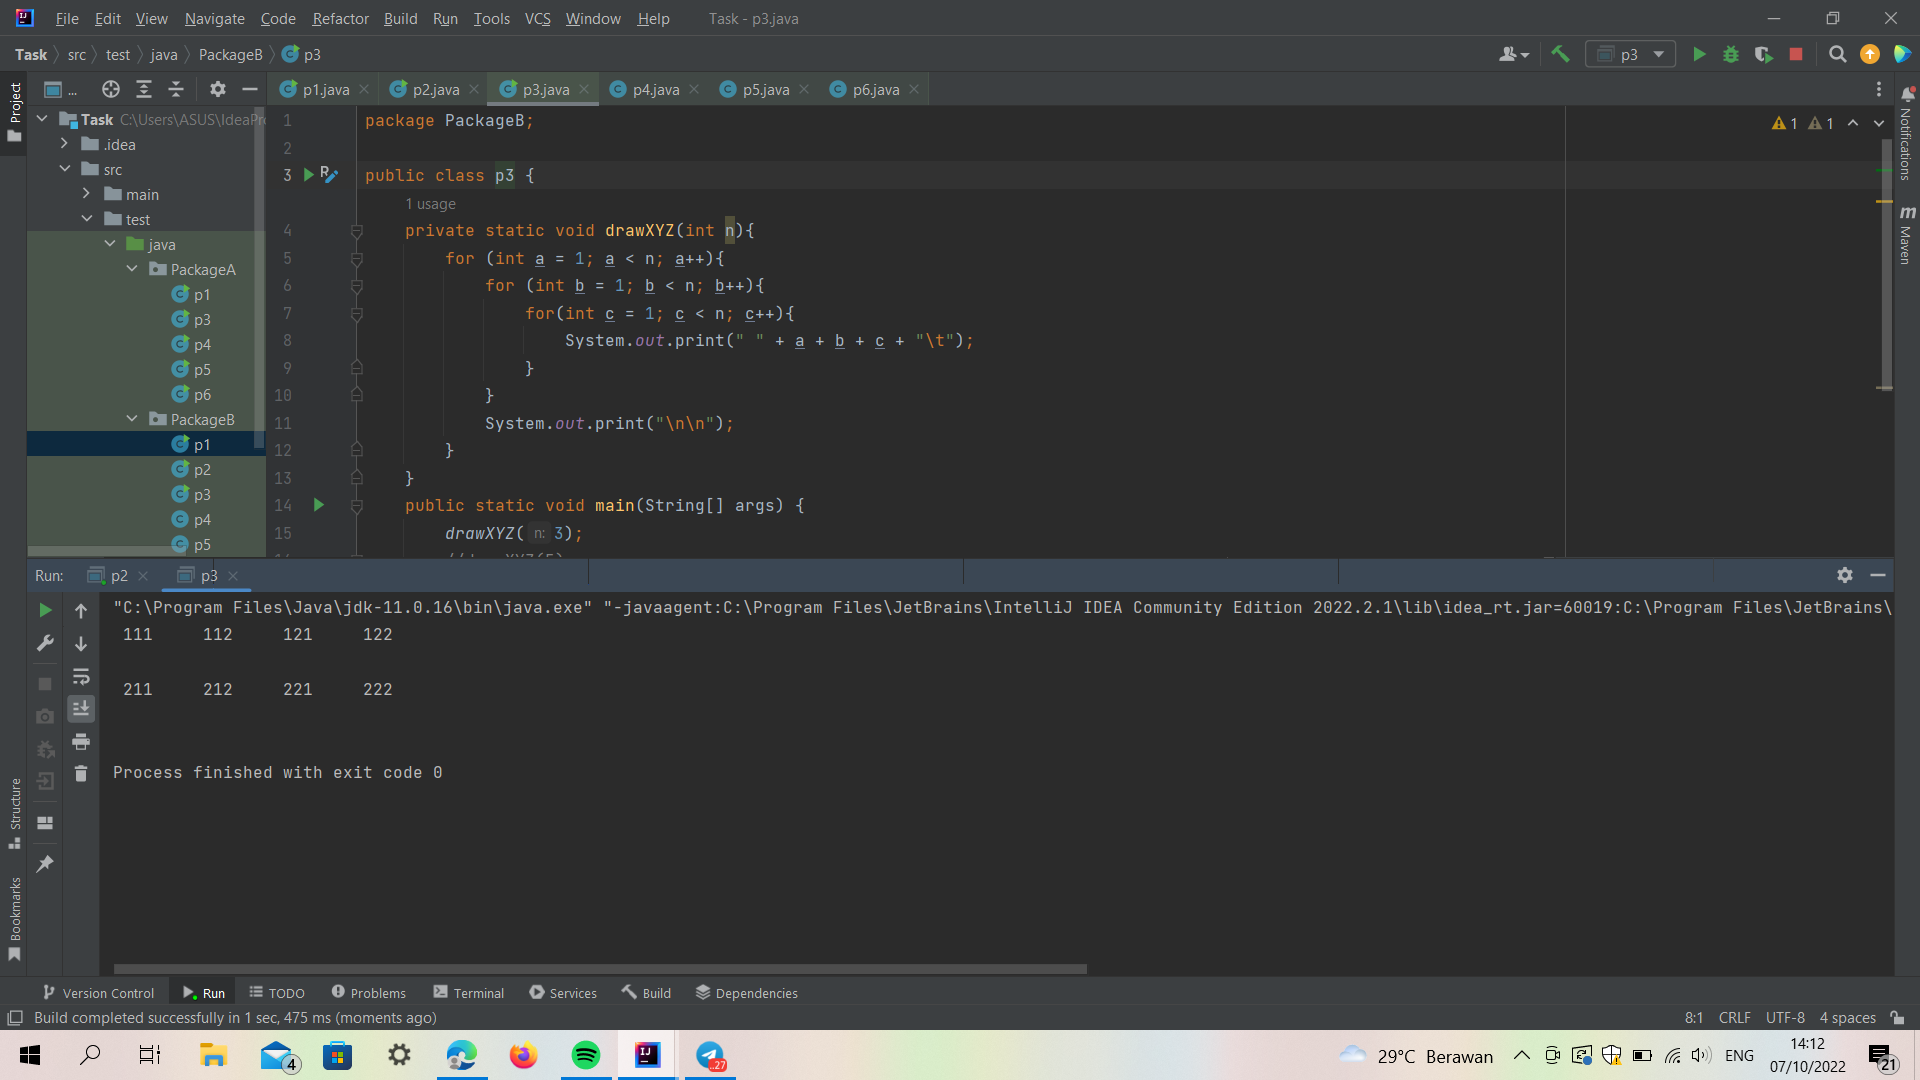 File Edit View Navigate Code Refactor Build Run Tools VCS Window Help Task - p3.java
Task src test java PackageB p3
p3
Project
...
p1.java p2.java p3.java p4.java p5.java p6.java
Task C:\Users\ASUS\IdeaPr
.idea
src
main
test
java
PackageA
p1
p3
p4
p5
p6
PackageB
p1
p2
p3
p4
p5
1 package PackageB;
2
3 public class p3 {
1 usage
4 private static void drawXYZ(int n){
5 for (int a = 1; a < n; a++){
6 for (int b = 1; b < n; b++){
7 for(int c = 1; c < n; c++){
8 System.out.print(" " + a + b + c + "\t");
9 }
10 }
11 System.out.print("\n\n");
12 }
13 }
14 public static void main(String[] args) {
15 drawXYZ( n: 3);
1 1
Notifications
m
Maven
Run: p2 p3
"C:\Program Files\Java\jdk-11.0.16\bin\java.exe" "-javaagent:C:\Program Files\JetBrains\IntelliJ IDEA Community Edition 2022.2.1\lib\idea_rt.jar=60019:C:\Program Files\JetBrains\
111 112 121 122
211 212 221 222
Process finished with exit code 0
Structure
Bookmarks
Version Control Run TODO Problems Terminal Services Build Dependencies
Build completed successfully in 1 sec, 475 ms (moments ago) 8:1 CRLF UTF-8 4 spaces
4
IJ
..27
29°C Berawan ENG
14:12
07/10/2022
21